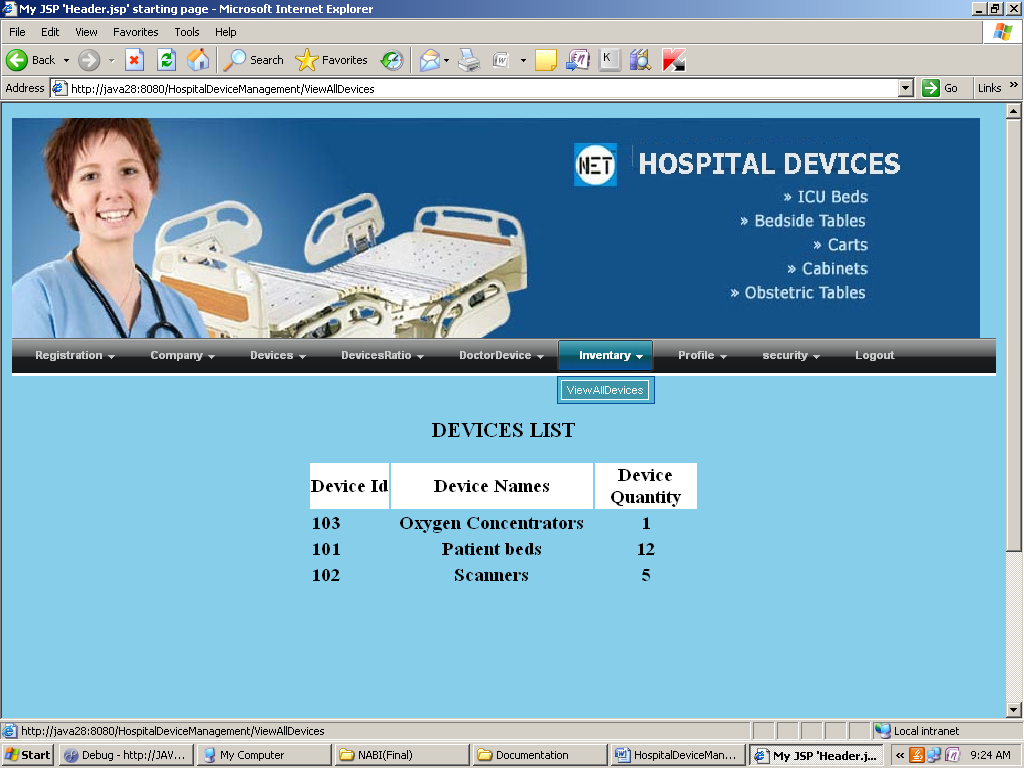 My JSP 'Header.jsp' starting page - Microsoft Internet Explorer
File Edit View Favorites Tools Help
Back Search Favorites W K
Address http://java28:8080/HospitalDeviceManagement/ViewAllDevices Go Links »
NET HOSPITAL DEVICES
» ICU Beds
» Bedside Tables
» Carts
» Cabinets
» Obstetric Tables
Registration Company Devices DevicesRatio DoctorDevice Inventory Profile security Logout
ViewAllDevices
DEVICES LIST
Device Id Device Names Device Quantity
103 Oxygen Concentrators 1
101 Patient beds 12
102 Scanners 5
http://java28:8080/HospitalDeviceManagement/ViewAllDevices Local intranet
Start Debug - http://JAV... My Computer NABI(Final) Documentation HospitalDeviceMan... My JSP 'Header.j... « 9:24 AM